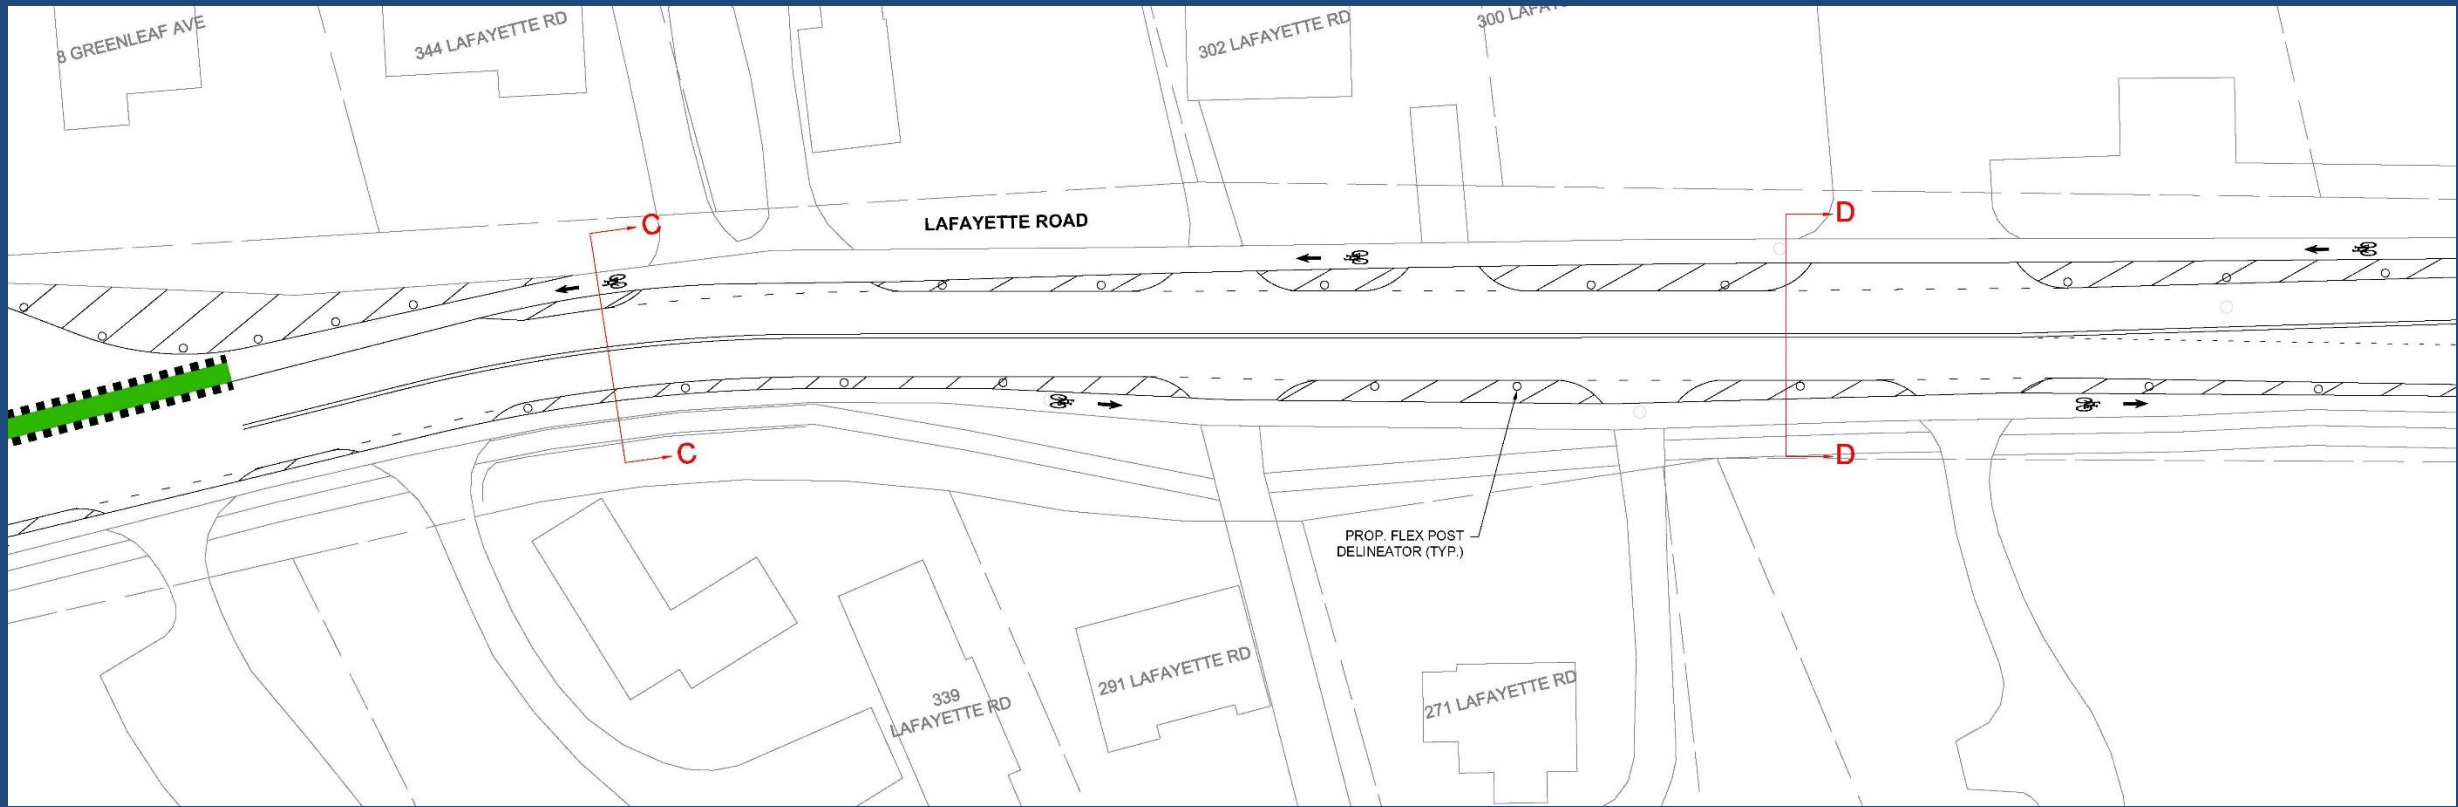 8 GREENLEAF AVE
344 LAFAYETTE RD
302 LAFAYETTE RD
300
LAFAYETTE ROAD
C
D
C
D
PROP. FLEX POST
DELINEATOR (TYP.)
339
LAFAYETTE RD
291 LAFAYETTE RD
271 LAFAYETTE RD